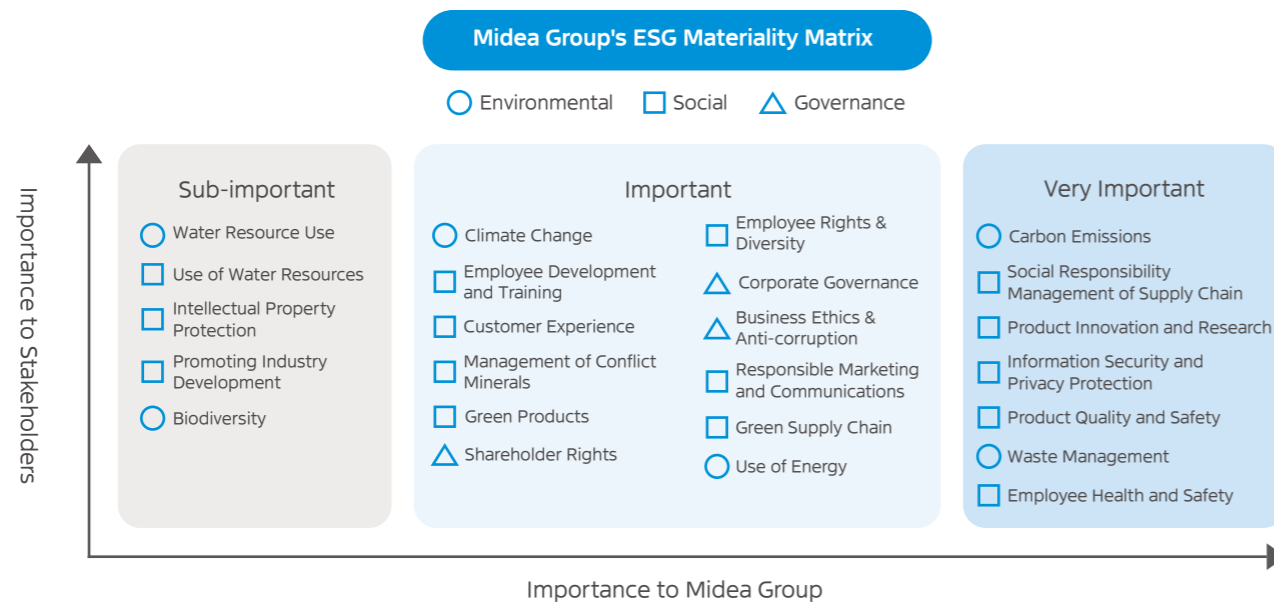 Midea Group's ESG Materiality Matrix
Environmental
Social
Governance
Importance to Stakeholders
Sub-important
Water Resource Use
Use of Water Resources
Intellectual Property
Protection
Promoting Industry
Development
Biodiversity
Important
Climate Change
Employee Development
and Training
Customer Experience
Management of Conflict
Minerals
Green Products
Shareholder Rights
Employee Rights &
Diversity
Corporate Governance
Business Ethics &
Anti-corruption
Responsible Marketing
and Communications
Green Supply Chain
Use of Energy
Very Important
Carbon Emissions
Social Responsibility
Management of Supply Chain
Product Innovation and Research
Information Security and
Privacy Protection
Product Quality and Safety
Waste Management
Employee Health and Safety
Importance to Midea Group